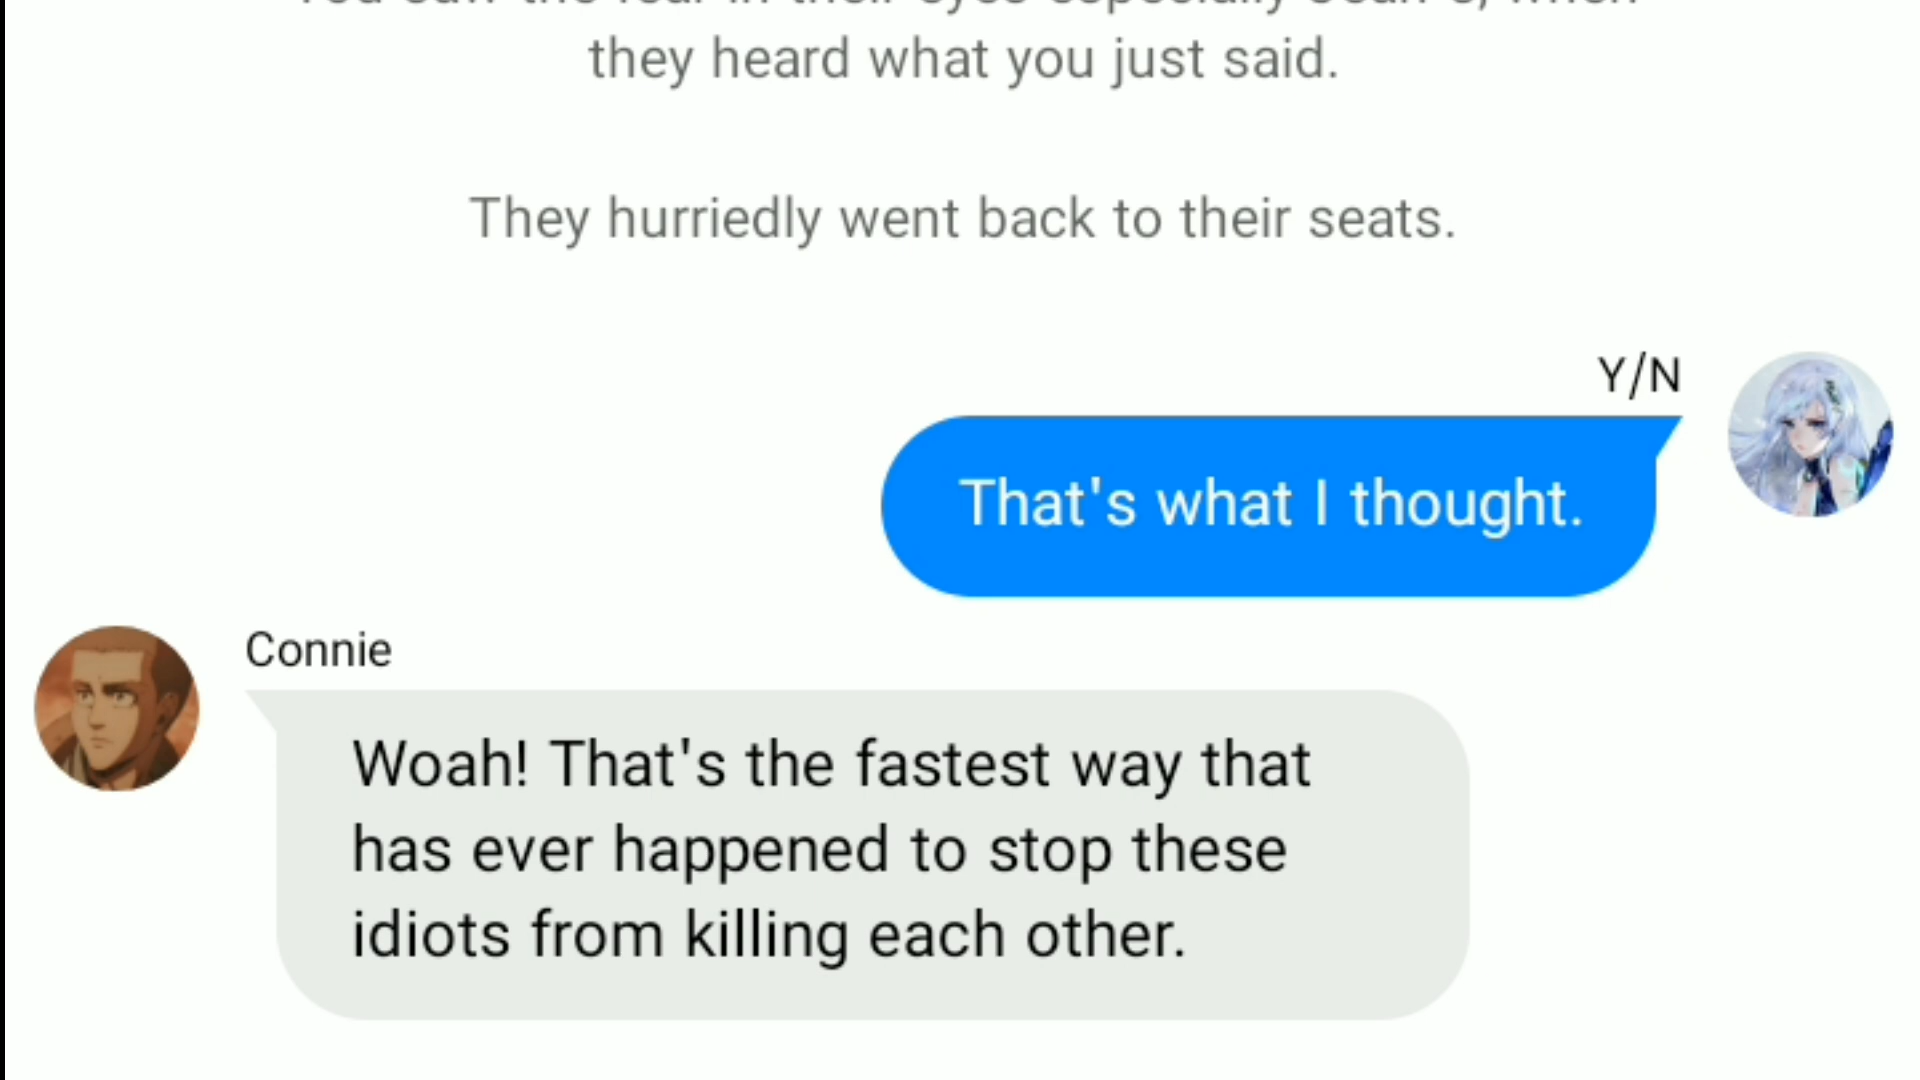 they heard what you just said.
They hurriedly went back to their seats.
Y/N
That's what I thought.
Connie
Woah! That's the fastest way that
has ever happened to stop these
idiots from killing each other.